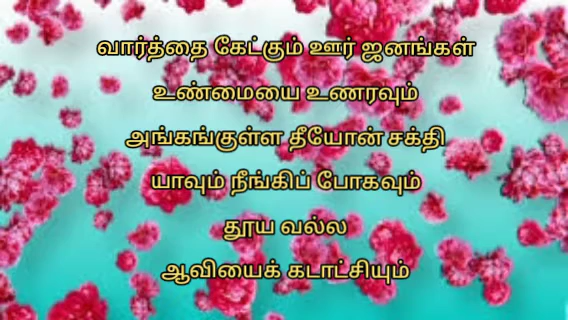 வார்த்தை கேட்கும் ஊர் ஜனங்கள்
உண்மையை உணரவும்
அங்கங்குள்ள தீயோன் சக்தி
யாவும் நீங்கிப் போகவும்
தூய வல்ல
ஆவியைக் கடாட்சியும்